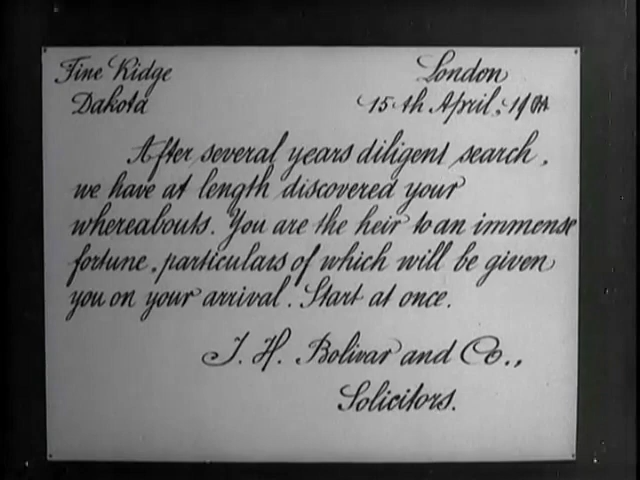 Pine Ridge London
Dakota 15th April,
After several years diligent search,
we have at length discovered your
whereabouts. You are the heir to an immense
fortune, particulars of which will be given
you on your arrival. Start at once.
J. H. Bolivar and Co.,
Solicitors.